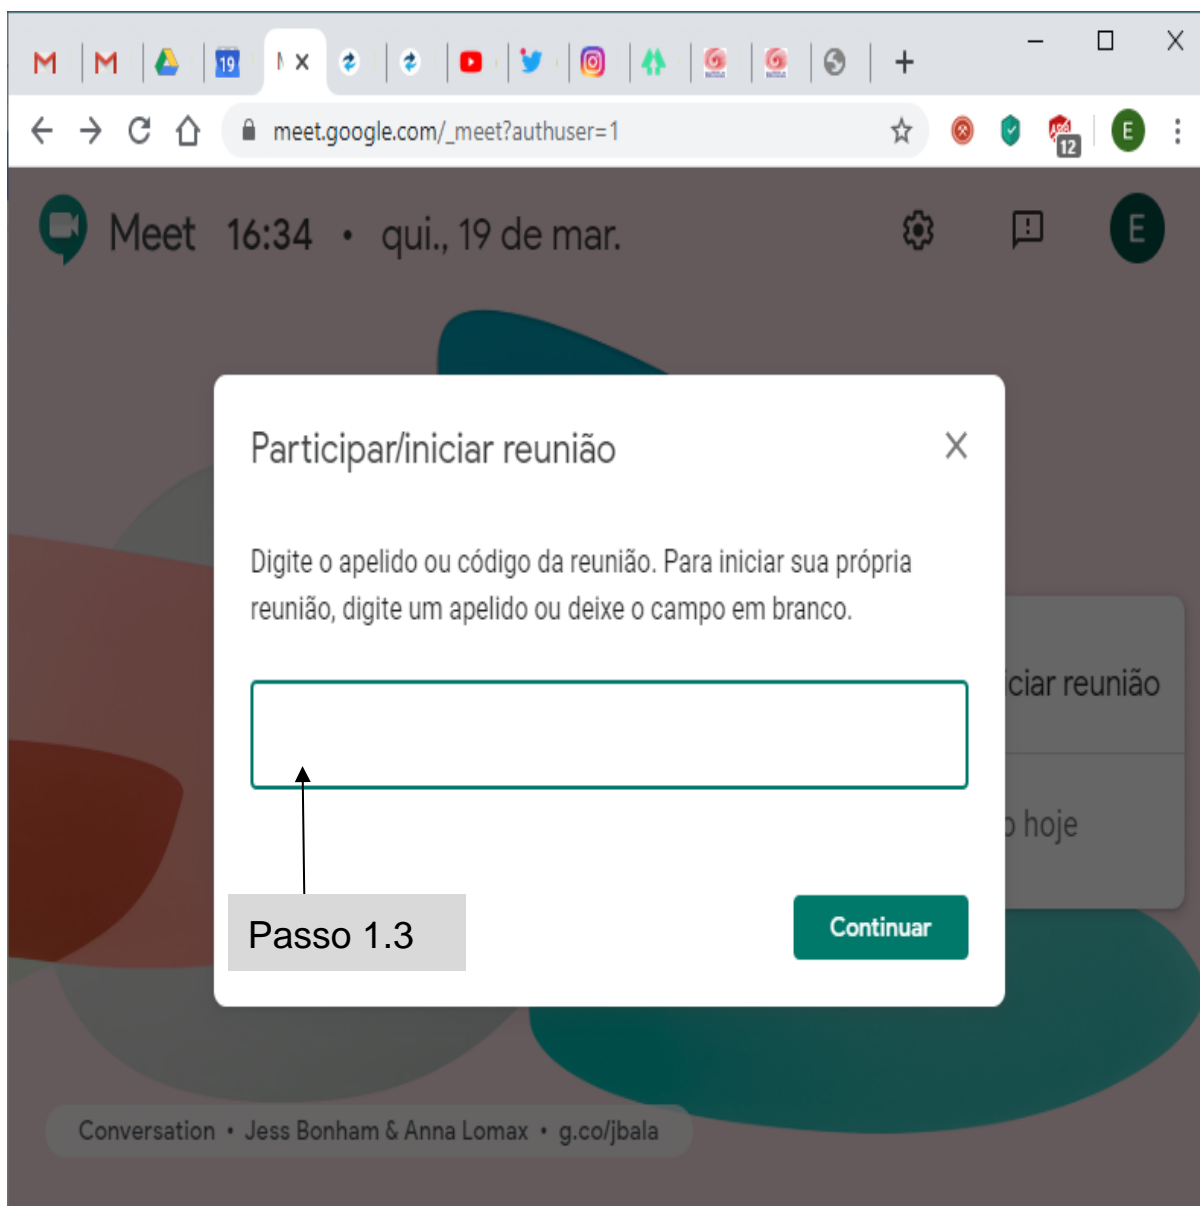 19
meet.google.com/_meet?authuser=1
12
E
Meet 16:34 • qui., 19 de mar.
E
Participar/iniciar reunião
Digite o apelido ou código da reunião. Para iniciar sua própria
reunião, digite um apelido ou deixe o campo em branco.
ciar reunião
hoje
Passo 1.3
Continuar
Conversation • Jess Bonham & Anna Lomax • g.co/jbala